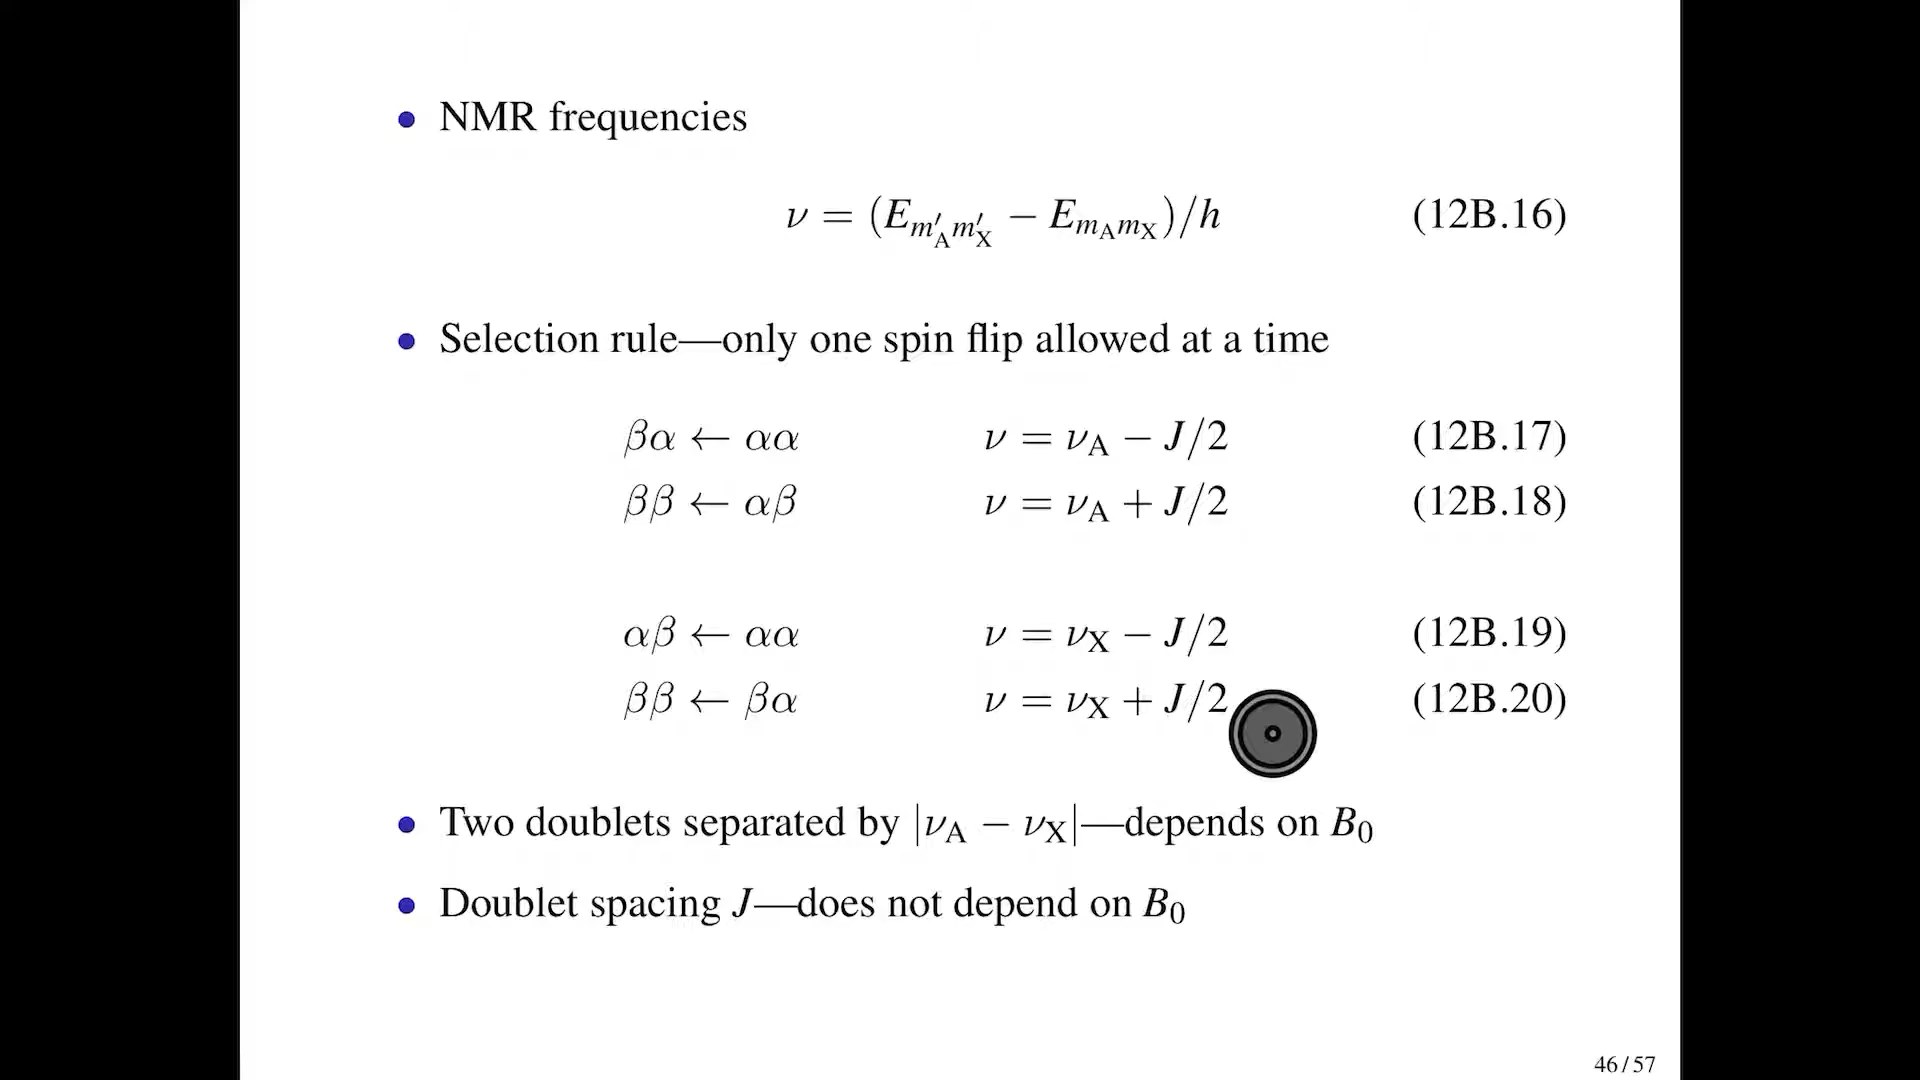 • NMR frequencies
ν = (E_{m′_A m′_X} − E_{m_A m_X})/h (12B.16)
• Selection rule—only one spin flip allowed at a time
βα ← αα ν = ν_A − J/2 (12B.17)
ββ ← αβ ν = ν_A + J/2 (12B.18)
αβ ← αα ν = ν_X − J/2 (12B.19)
ββ ← βα ν = ν_X + J/2 (12B.20)
• Two doublets separated by |ν_A − ν_X|—depends on B_0
• Doublet spacing J—does not depend on B_0
46 / 57